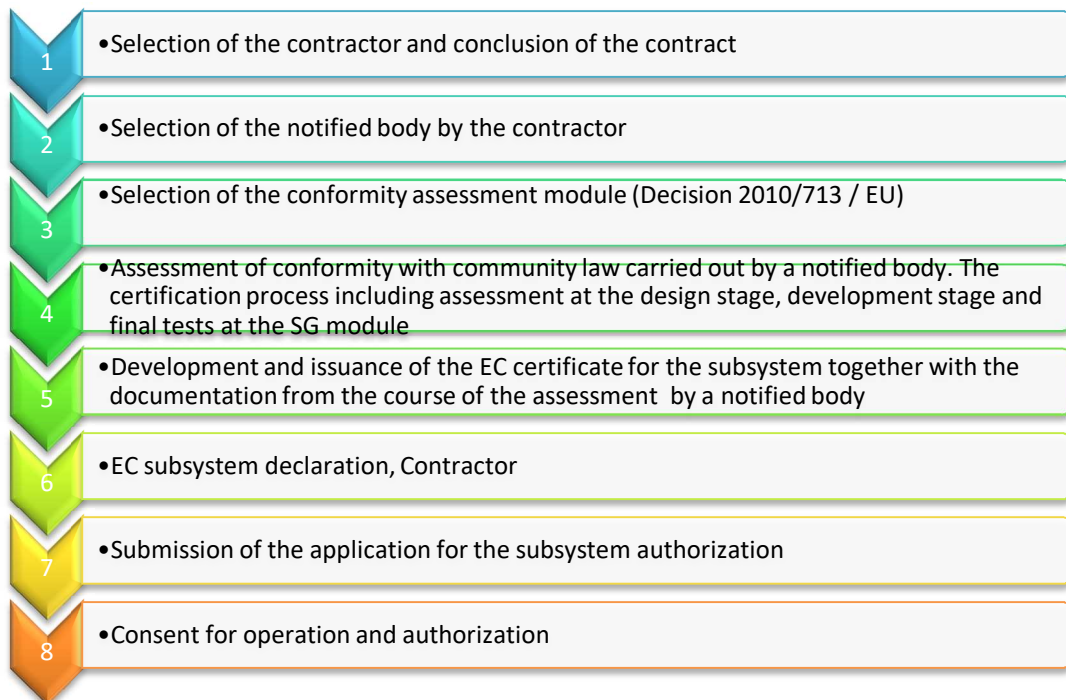 1
•Selection of the contractor and conclusion of the contract
2
•Selection of the notified body by the contractor
3
•Selection of the conformity assessment module (Decision 2010/713 / EU)
4
•Assessment of conformity with community law carried out by a notified body. The
certification process including assessment at the design stage, development stage and
final tests at the SG module
5
•Development and issuance of the EC certificate for the subsystem together with the
documentation from the course of the assessment by a notified body
6
•EC subsystem declaration, Contractor
7
•Submission of the application for the subsystem authorization
8
•Consent for operation and authorization